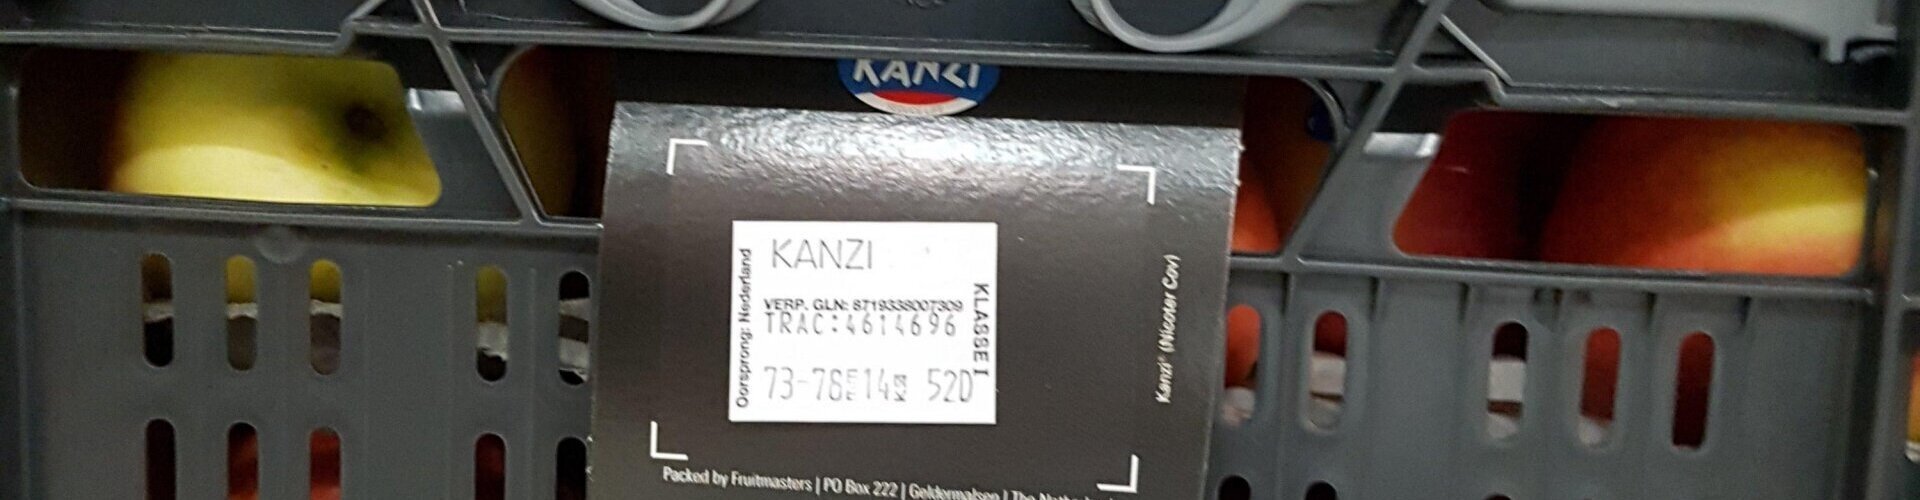 KANZI
KANZI
Oorsprong: Nederland
VERP. GLN: 8719338007309
TRAC:4614696
73-78 14 52D
KLASSE I
Kanzi® (Nicoter Cov)
Packed by Fruitmasters | PO Box 222 | Geldermalsen | The